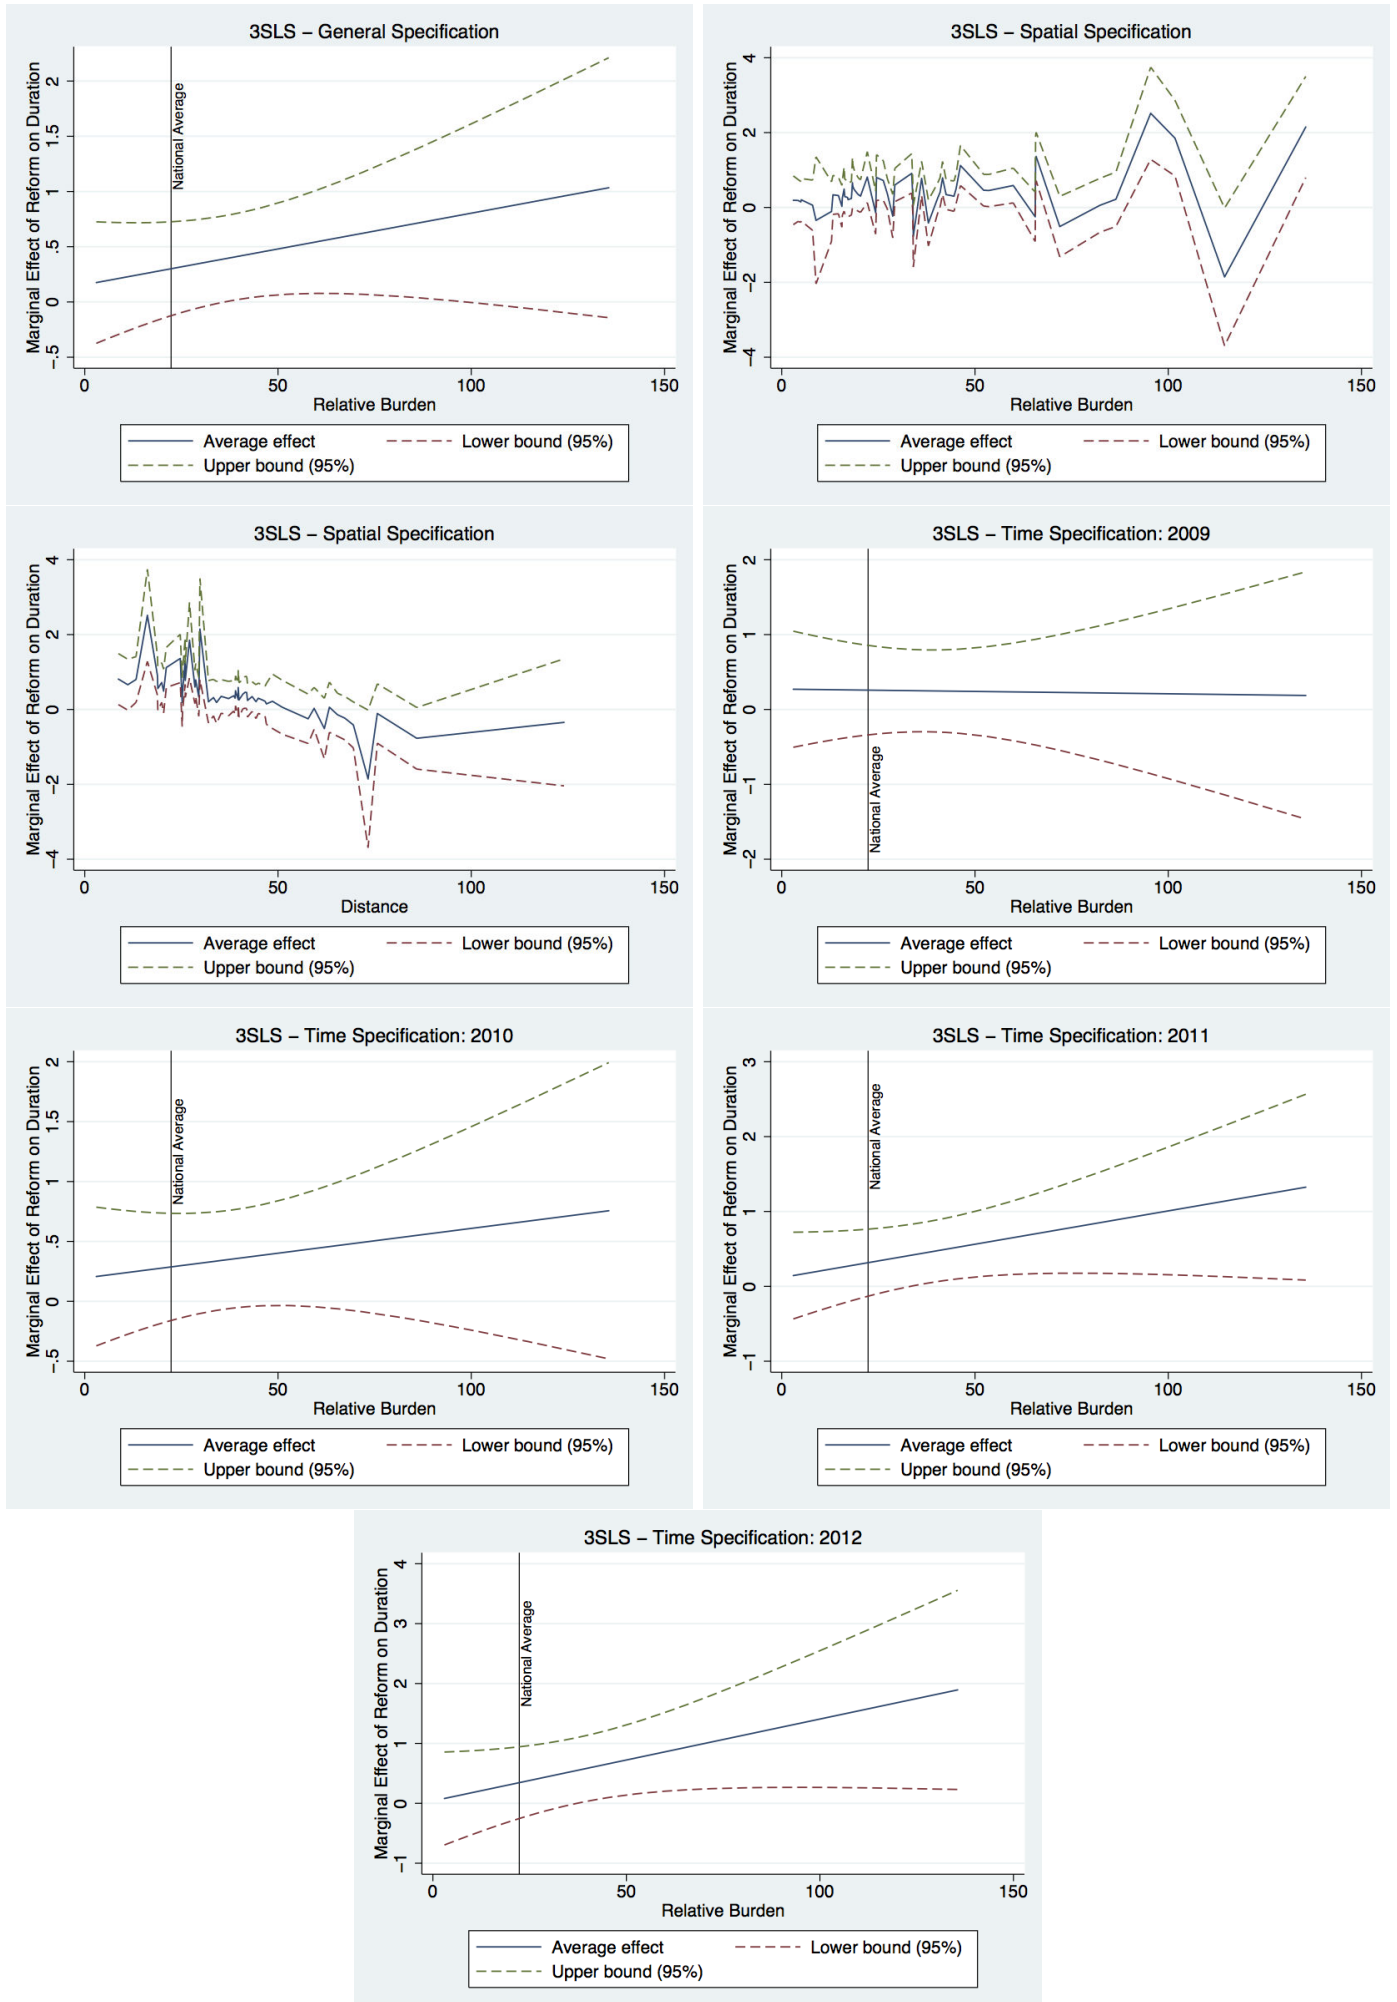 3SLS – General Specification
Marginal Effect of Reform on Duration
2
1.5
1
.5
0
–.5
National Average
0 50 100 150
Relative Burden
Average effect Lower bound (95%)
Upper bound (95%)
3SLS – Spatial Specification
Marginal Effect of Reform on Duration
4
2
0
–2
–4
0 50 100 150
Relative Burden
Average effect Lower bound (95%)
Upper bound (95%)
3SLS – Spatial Specification
Marginal Effect of Reform on Duration
4
2
0
–2
–4
0 50 100 150
Distance
Average effect Lower bound (95%)
Upper bound (95%)
3SLS – Time Specification: 2009
Marginal Effect of Reform on Duration
2
1
0
–1
–2
National Average
0 50 100 150
Relative Burden
Average effect Lower bound (95%)
Upper bound (95%)
3SLS – Time Specification: 2010
Marginal Effect of Reform on Duration
2
1.5
1
.5
0
–.5
National Average
0 50 100 150
Relative Burden
Average effect Lower bound (95%)
Upper bound (95%)
3SLS – Time Specification: 2011
Marginal Effect of Reform on Duration
3
2
1
0
–1
National Average
0 50 100 150
Relative Burden
Average effect Lower bound (95%)
Upper bound (95%)
3SLS – Time Specification: 2012
Marginal Effect of Reform on Duration
4
3
2
1
0
–1
National Average
0 50 100 150
Relative Burden
Average effect Lower bound (95%)
Upper bound (95%)